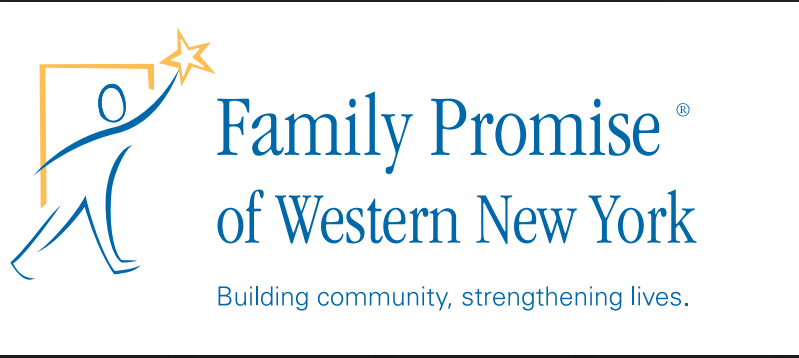 Family Promise ®
of Western New York
Building community, strengthening lives.